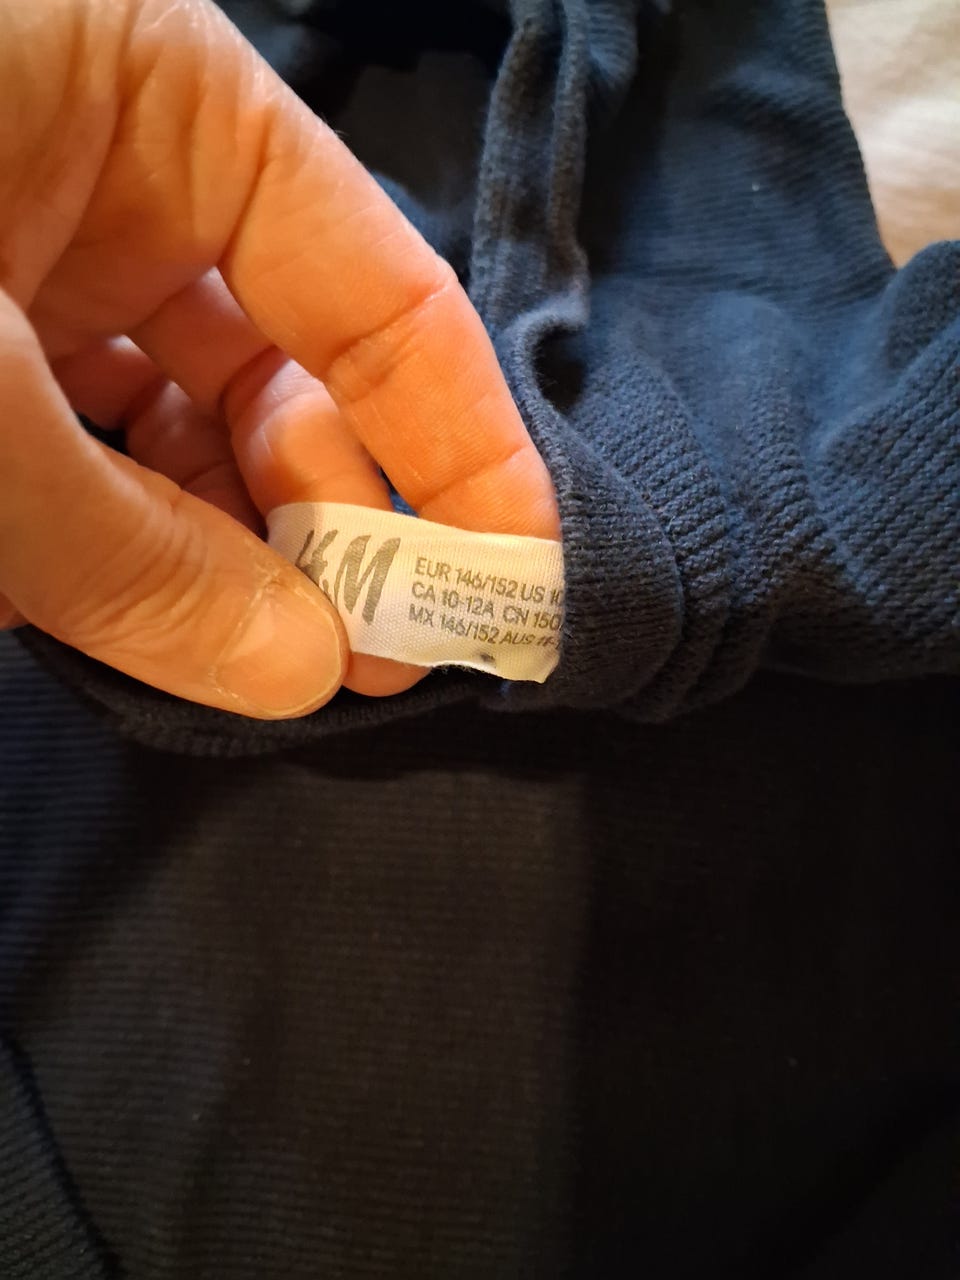 H&M
EUR 146/152 US
CA 10-12A CN 150
MX 146/152 AUS